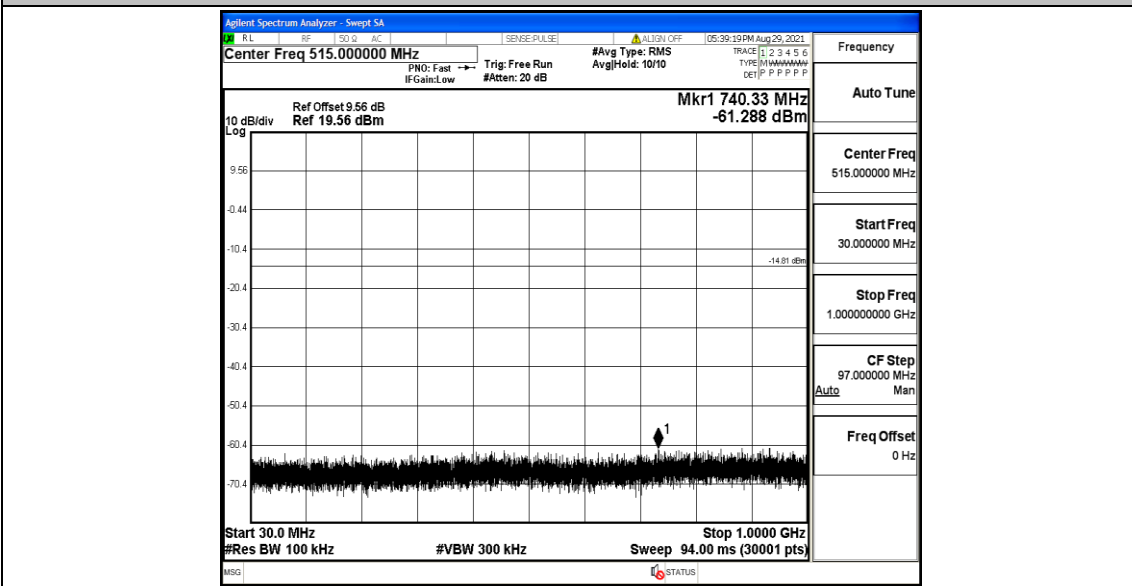 Agilent Spectrum Analyzer - Swept SA
RL RF 50 Ω AC SENSE:PULSE ALIGN OFF 05:39:19 PM Aug 29, 2021
Center Freq 515.000000 MHz
PNO: Fast
IFGain:Low
Trig: Free Run
#Atten: 20 dB
#Avg Type: RMS
Avg|Hold: 10/10
TRACE 1 2 3 4 5 6
TYPE M
DET P P P P P P
Ref Offset 9.56 dB
10 dB/div Ref 19.56 dBm
Log
Mkr1 740.33 MHz
-61.288 dBm
9.56
-0.44
-10.4
-14.81 dBm
-20.4
-30.4
-40.4
-50.4
-60.4
-70.4
1
Start 30.0 MHz
Stop 1.0000 GHz
#Res BW 100 kHz
#VBW 300 kHz
Sweep 94.00 ms (30001 pts)
MSG
STATUS
Frequency
Auto Tune
Center Freq
515.000000 MHz
Start Freq
30.000000 MHz
Stop Freq
1.000000000 GHz
CF Step
97.000000 MHz
Auto Man
Freq Offset
0 Hz